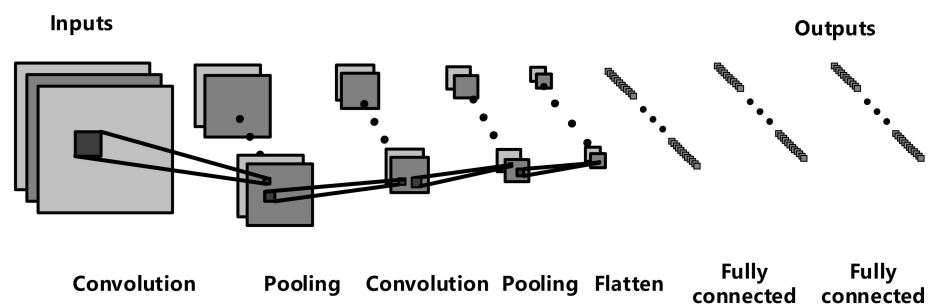 Inputs
Outputs
Convolution
Pooling
Convolution
Pooling
Flatten
Fully
connected
Fully
connected